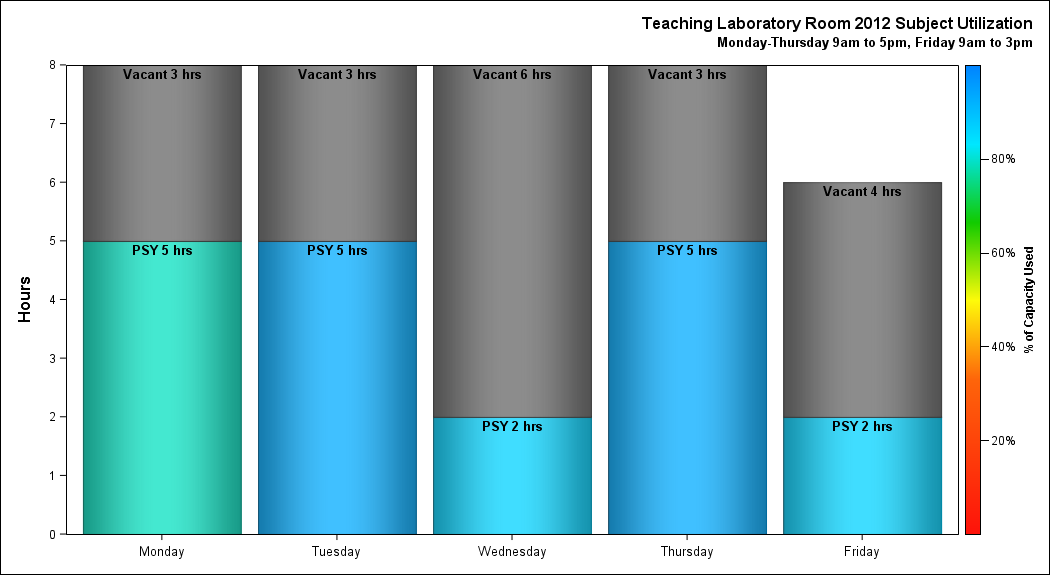 Teaching Laboratory Room 2012 Subject Utilization
Monday-Thursday 9am to 5pm, Friday 9am to 3pm
Hours
8
7
6
5
4
3
2
1
0
Vacant 3 hrs
Vacant 3 hrs
Vacant 6 hrs
Vacant 3 hrs
Vacant 4 hrs
PSY 5 hrs
PSY 5 hrs
PSY 2 hrs
PSY 5 hrs
PSY 2 hrs
Monday
Tuesday
Wednesday
Thursday
Friday
80%
60%
40%
20%
% of Capacity Used